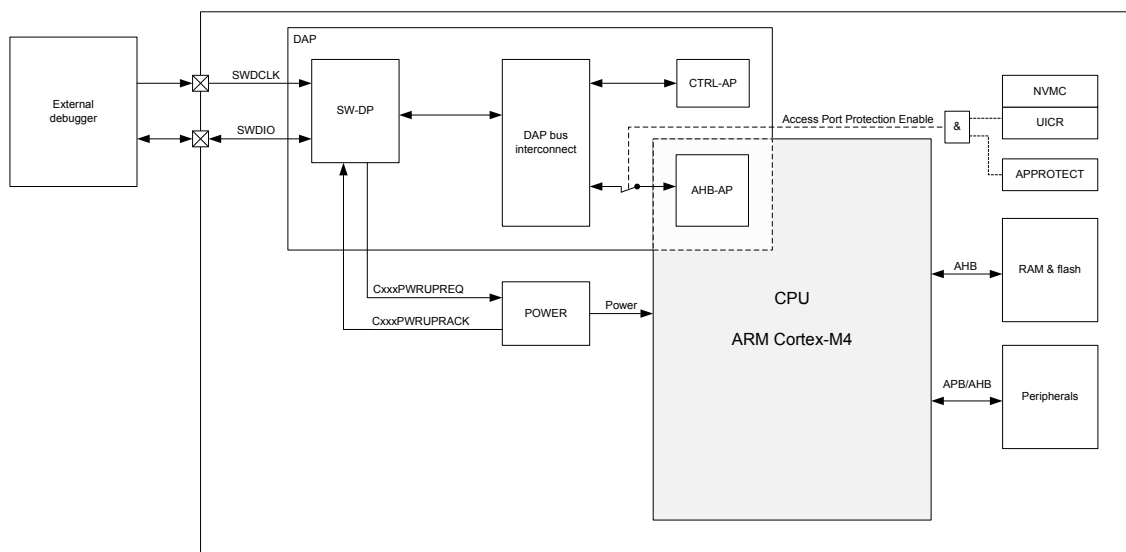 DAP
External
debugger
SWDCLK
SWDIO
SW-DP
DAP bus
interconnect
CTRL-AP
AHB-AP
Access Port Protection Enable
&
NVMC
UICR
APPROTECT
CxxxPWRUPREQ
CxxxPWRUPRACK
POWER
Power
CPU
ARM Cortex-M4
AHB
RAM & flash
APB/AHB
Peripherals